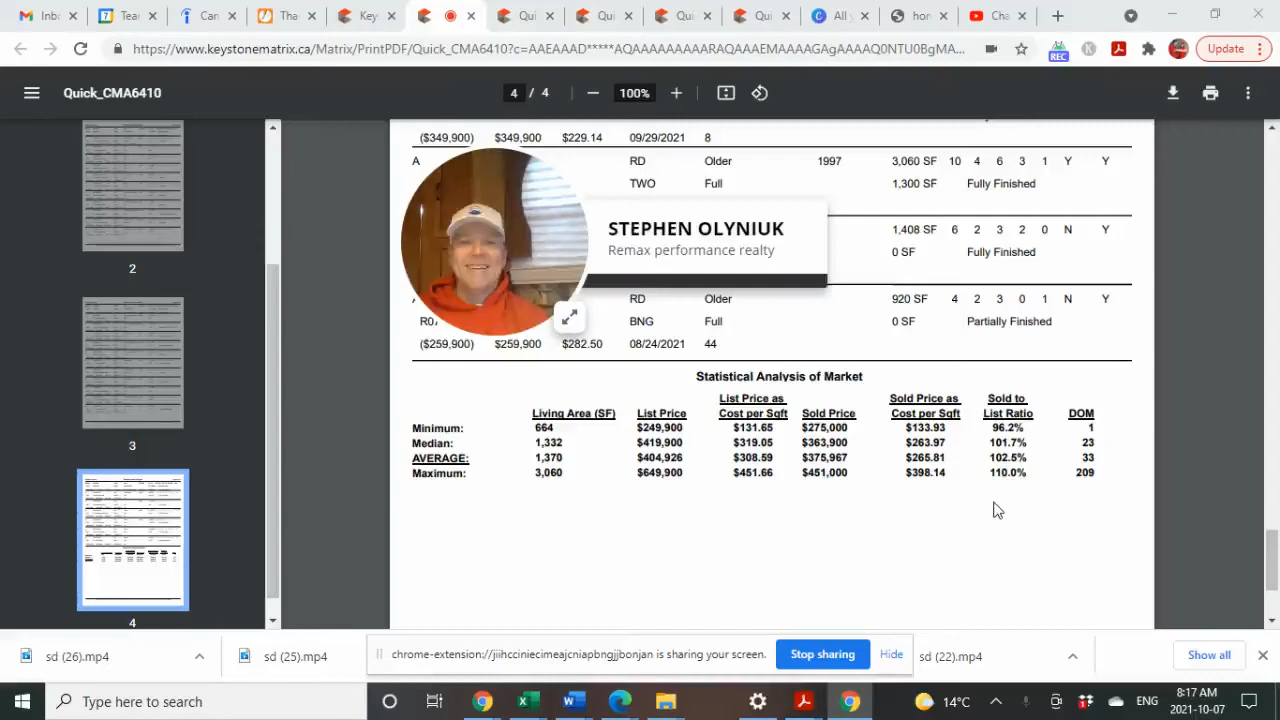 Inbo
Tear
Can
Tha
Key
Qui
Qui
Qui
Qui
All y
hor
Cha
https://www.keystonematrix.ca/Matrix/PrintPDF/Quick_CMA6410?c=AAEAAAD*****AQAAAAAAAAARAQAAAEMAAAAGAgAAAAQ0NTU0BgMA...
REC
Update
Quick_CMA6410
4 / 4
100%
($349,900) $349,900 $229.14 09/29/2021 8
A RD Older 1997 3,060 SF 10 4 6 3 1 Y Y
TWO Full 1,300 SF Fully Finished
STEPHEN OLYNIUK
Remax performance realty
1,408 SF 6 2 3 2 0 N Y
0 SF Fully Finished
RD Older 920 SF 4 2 3 0 1 N Y
BNG Full 0 SF Partially Finished
($259,900) $259,900 $282.50 08/24/2021 44
Statistical Analysis of Market
List Price as Sold Price as Sold to
Living Area (SF) List Price Cost per Sqft Sold Price Cost per Sqft List Ratio DOM
Minimum: 664 $249,900 $131.65 $275,000 $133.93 96.2% 1
Median: 1,332 $419,900 $319.05 $363,900 $263.97 101.7% 23
AVERAGE: 1,370 $404,926 $308.59 $375,967 $265.81 102.5% 33
Maximum: 3,060 $649,900 $451.66 $451,000 $398.14 110.0% 209
2
3
4
sd (26).mp4
sd (25).mp4
chrome-extension://jiihcciniecimeajcniapbngjjbonjan is sharing your screen.
Stop sharing
Hide
sd (22).mp4
Show all
Type here to search
14°C
ENG
8:17 AM
2021-10-07